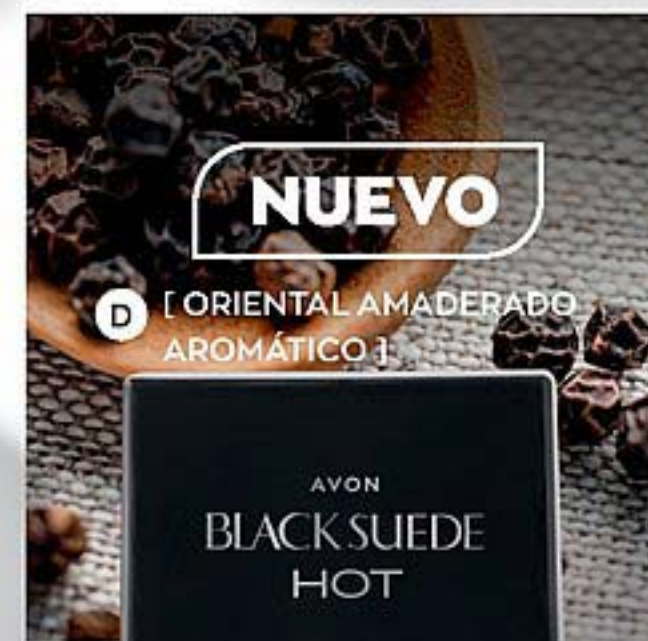 NUEVO
D
[ ORIENTAL AMADERADO
AROMÁTICO ]
AVON
BLACK SUEDE
HOT